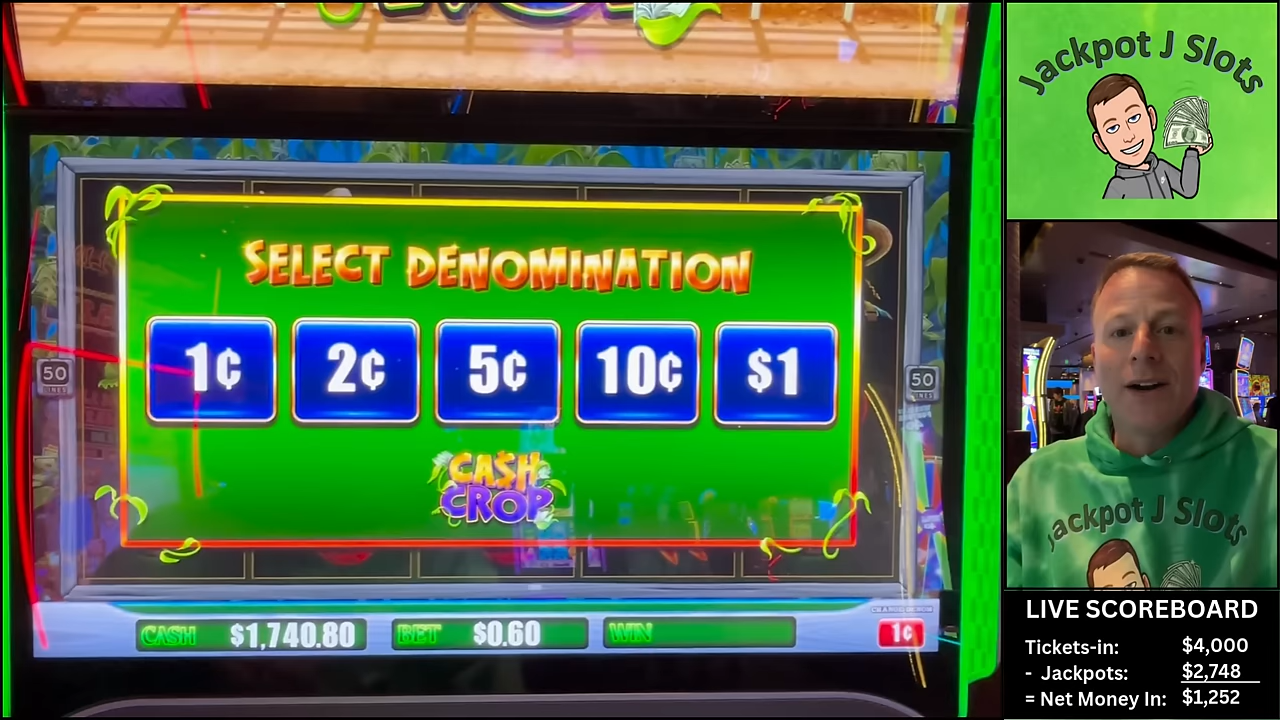 SELECT DENOMINATION
1¢ 2¢ 5¢ 10¢ $1
50
LINES
50
LINES
CASH
CROP
CASH $1,740.80 BET $0.60 WIN 1¢
Jackpot J Slots
Jackpot J Slots
LIVE SCOREBOARD
Tickets-in: $4,000
- Jackpots: $2,748
= Net Money In: $1,252